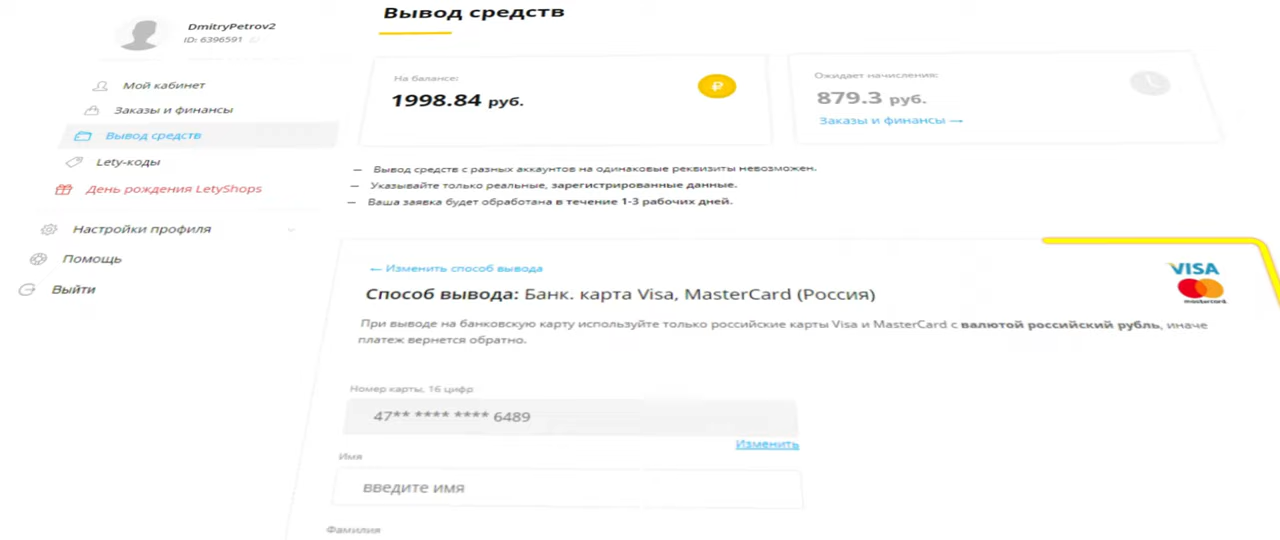 DmitryPetrov2
ID: 6396591
Мой кабинет
Заказы и финансы
Вывод средств
Lety-коды
День рождения LetyShops
Настройки профиля
Помощь
Выйти
Вывод средств
На балансе:
1998.84 руб.
₽
Ожидает начисления:
879.3 руб.
Заказы и финансы →
— Вывод средств с разных аккаунтов на одинаковые реквизиты невозможен.
— Указывайте только реальные, зарегистрированные данные.
— Ваша заявка будет обработана в течение 1-3 рабочих дней.
← Изменить способ вывода
VISA
mastercard.
Способ вывода: Банк. карта Visa, MasterCard (Россия)
При выводе на банковскую карту используйте только российские карты Visa и MasterCard с валютой российский рубль, иначе
платеж вернется обратно.
Номер карты, 16 цифр
47** **** **** 6489
Изменить
Имя
введите имя
Фамилия